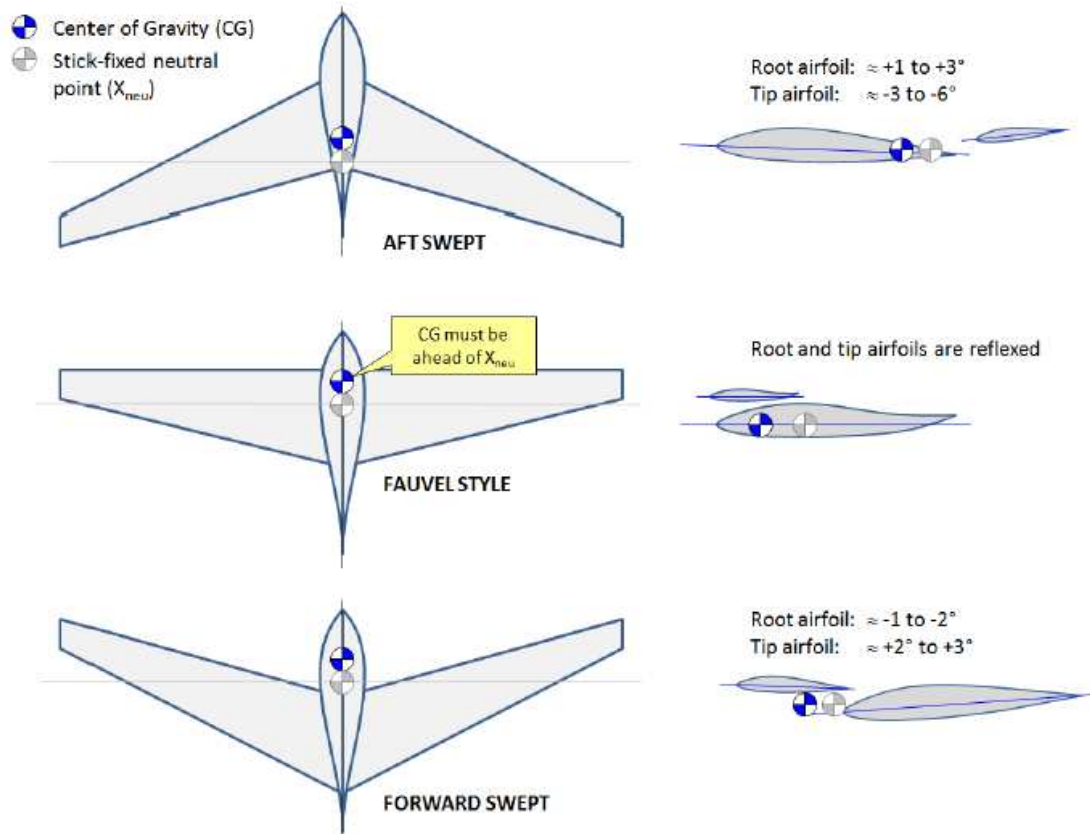 Center of Gravity (CG)
Stick-fixed neutral
point (Xneu)
Root airfoil: ≈ +1 to +3°
Tip airfoil: ≈ -3 to -6°
AFT SWEPT
CG must be
ahead of Xneu
Root and tip airfoils are reflexed
FAUVEL STYLE
Root airfoil: ≈ -1 to -2°
Tip airfoil: ≈ +2° to +3°
FORWARD SWEPT